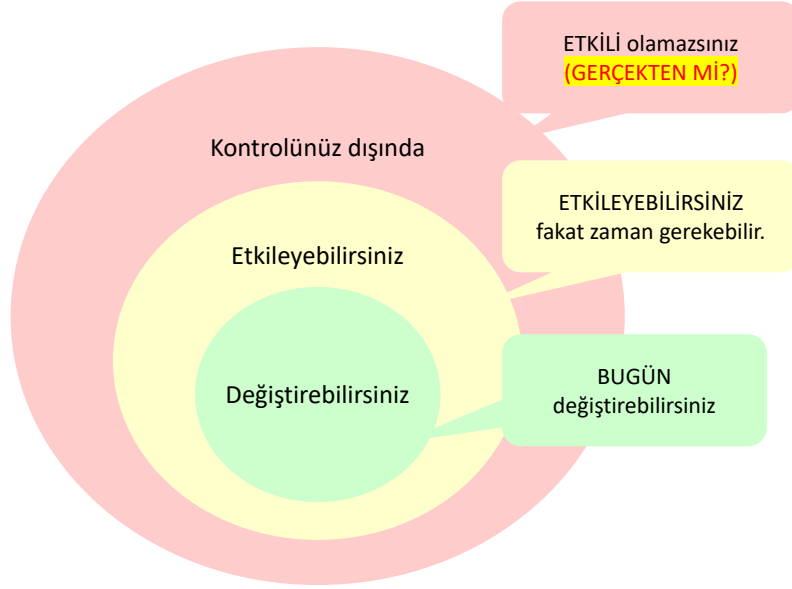 ETKİLİ olamazsınız
(GERÇEKTEN Mİ?)
Kontrolünüz dışında
ETKİLEYEBİLİRSİNİZ
fakat zaman gerekebilir.
Etkileyebilirsiniz
BUGÜN
değiştirebilirsiniz
Değiştirebilirsiniz